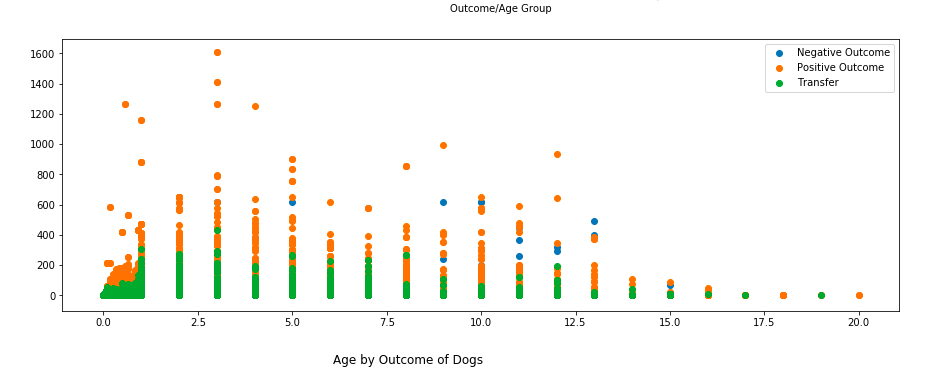 Outcome/Age Group
1600
1400
1200
1000
800
600
400
200
0
Negative Outcome
Positive Outcome
Transfer
0.0 2.5 5.0 7.5 10.0 12.5 15.0 17.5 20.0
Age by Outcome of Dogs